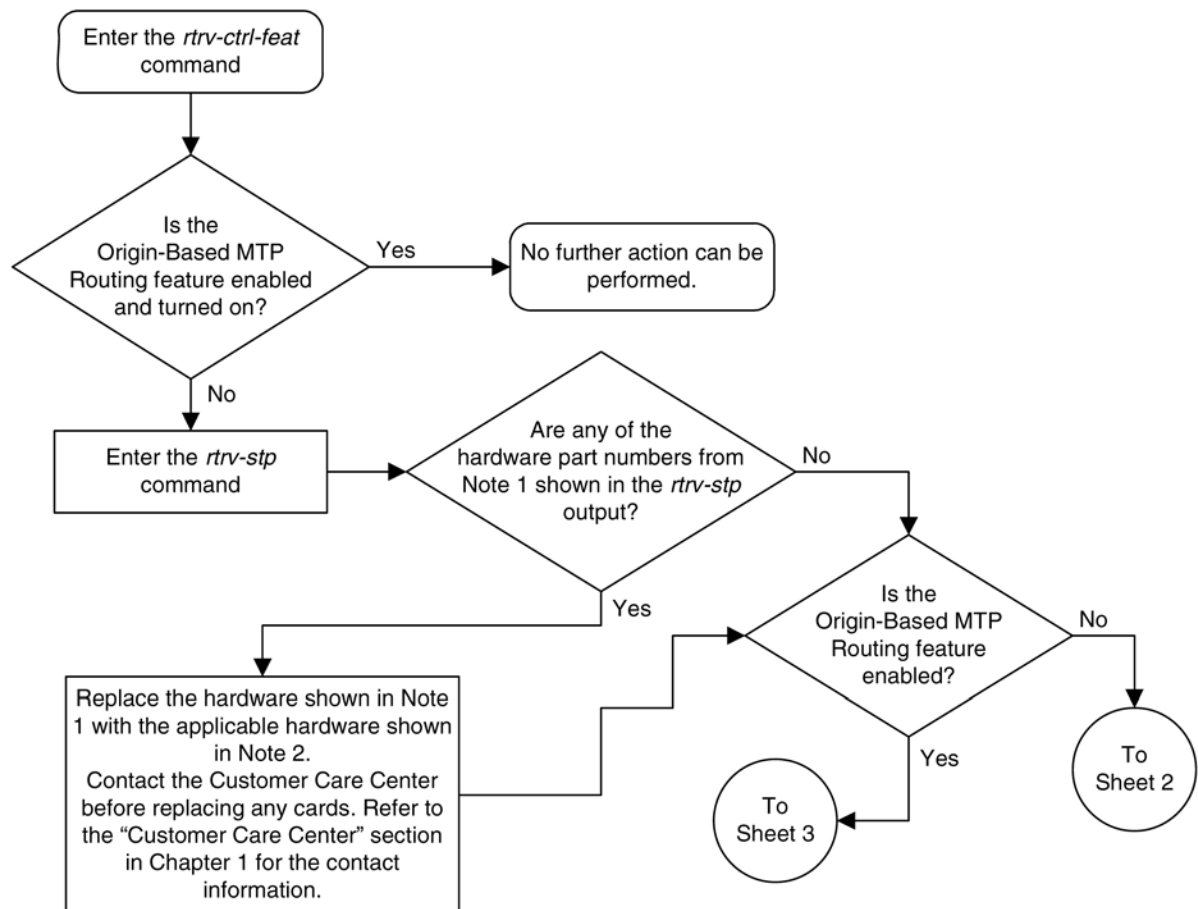 Enter the rtrv-ctrl-feat
command
Is the
Origin-Based MTP
Routing feature enabled
and turned on?
Yes
No further action can be
performed.
No
Enter the rtrv-stp
command
Are any of the
hardware part numbers from
Note 1 shown in the rtrv-stp
output?
No
Yes
Is the
Origin-Based MTP
Routing feature
enabled?
No
Replace the hardware shown in Note
1 with the applicable hardware shown
in Note 2.
Contact the Customer Care Center
before replacing any cards. Refer to
the “Customer Care Center” section
in Chapter 1 for the contact
information.
Yes
To
Sheet 2
To
Sheet 3